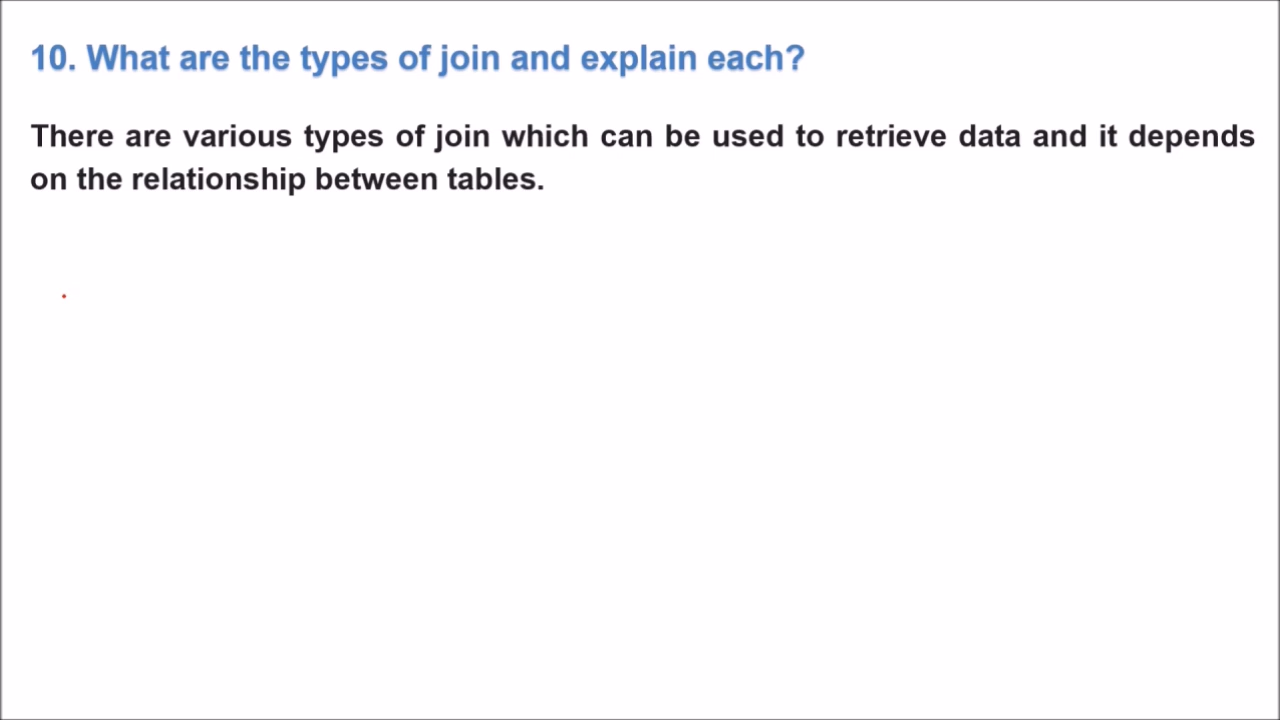 10. What are the types of join and explain each?
There are various types of join which can be used to retrieve data and it depends
on the relationship between tables.